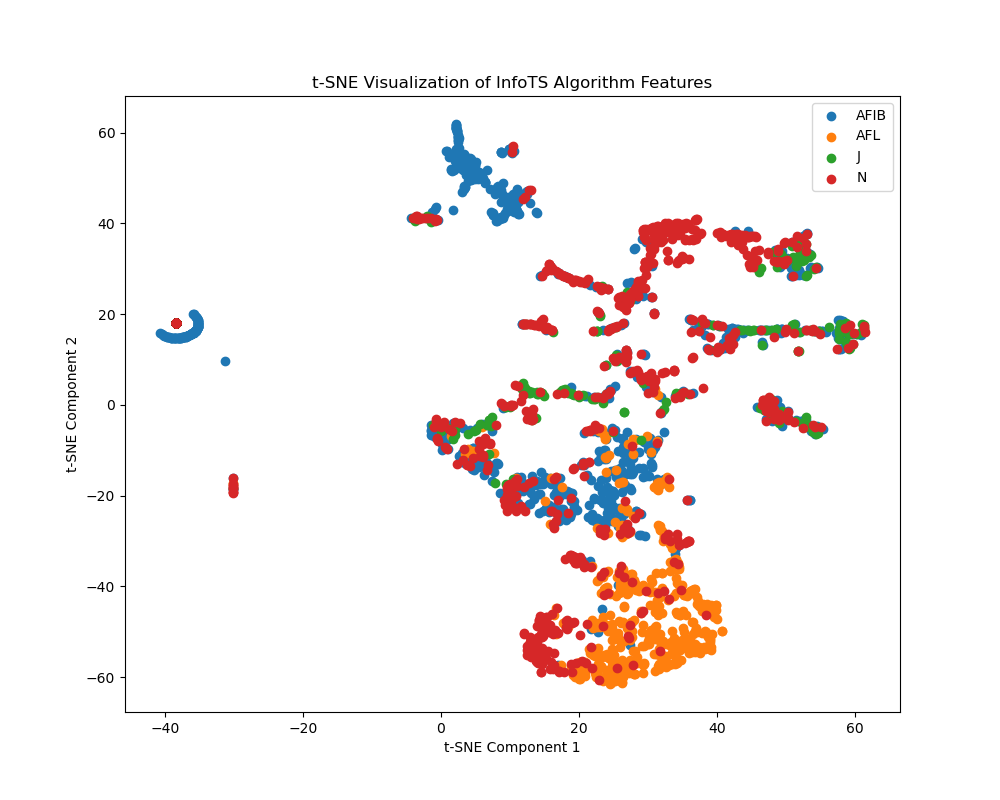 t-SNE Visualization of InfoTS Algorithm Features
AFIB
AFL
J
N
60
40
20
0
−20
−40
−60
t-SNE Component 2
−40
−20
0
20
40
60
t-SNE Component 1